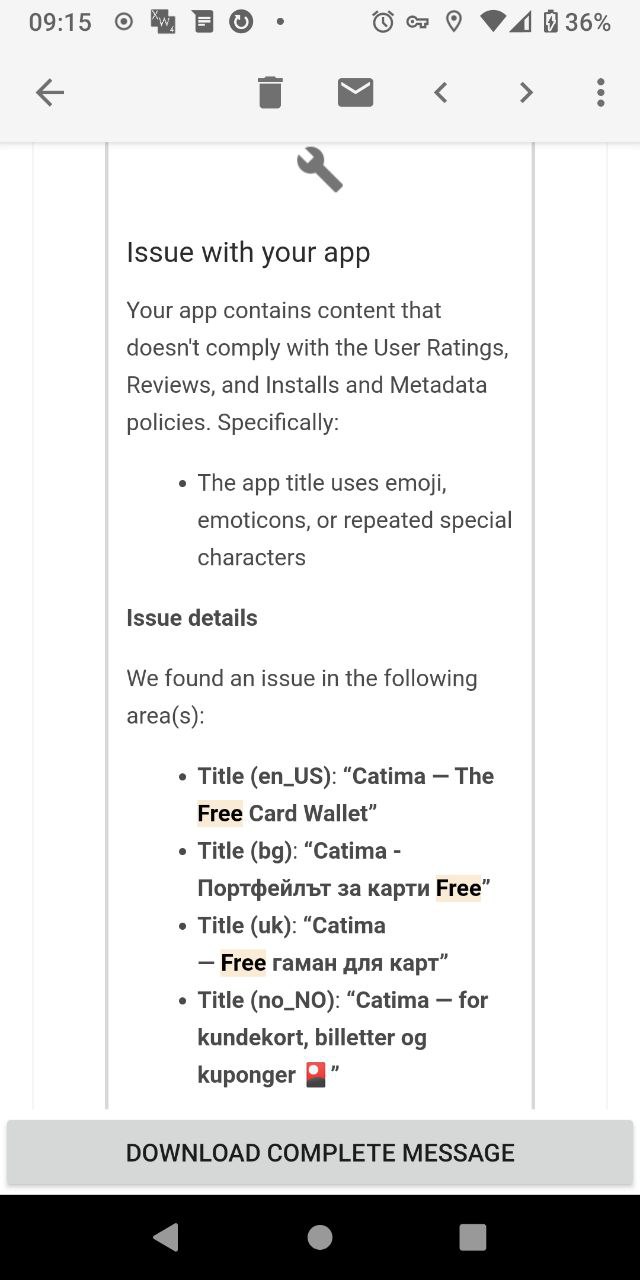 09:15
36%
Issue with your app
Your app contains content that
doesn't comply with the User Ratings,
Reviews, and Installs and Metadata
policies. Specifically:
• The app title uses emoji,
emoticons, or repeated special
characters
Issue details
We found an issue in the following
area(s):
• Title (en_US): “Catima — The
Free Card Wallet”
• Title (bg): “Catima -
Портфейлът за карти Free”
• Title (uk): “Catima
— Free гаман для карт”
• Title (no_NO): “Catima — for
kundekort, billetter og
kuponger 🎴”
DOWNLOAD COMPLETE MESSAGE